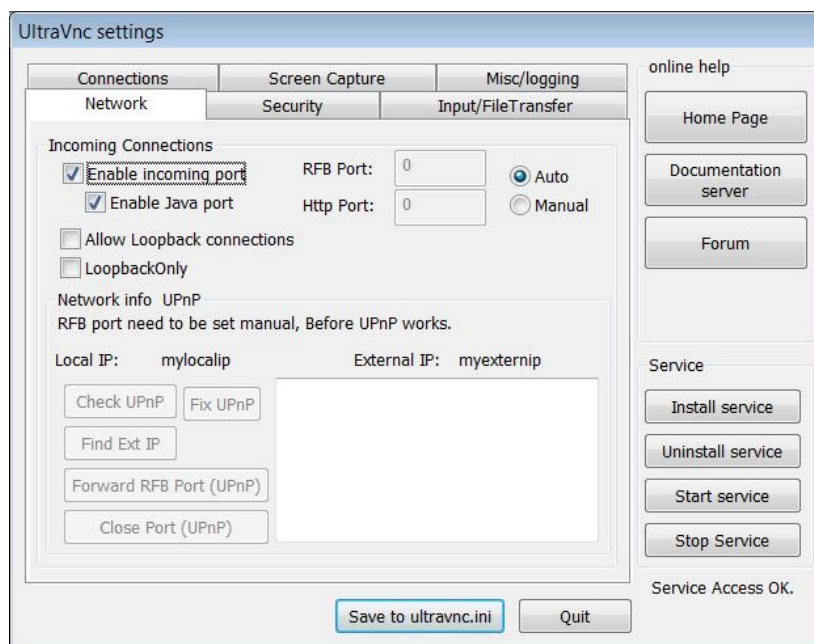 UltraVnc settings
Connections
Screen Capture
Misc/logging
Network
Security
Input/FileTransfer
Incoming Connections
Enable incoming port
RFB Port:
0
Auto
Enable Java port
Http Port:
0
Manual
Allow Loopback connections
LoopbackOnly
Network info UPnP
RFB port need to be set manual, Before UPnP works.
Local IP: mylocalip
External IP: myexternip
Check UPnP
Fix UPnP
Find Ext IP
Forward RFB Port (UPnP)
Close Port (UPnP)
Save to ultravnc.ini
Quit
online help
Home Page
Documentation
server
Forum
Service
Install service
Uninstall service
Start service
Stop Service
Service Access OK.